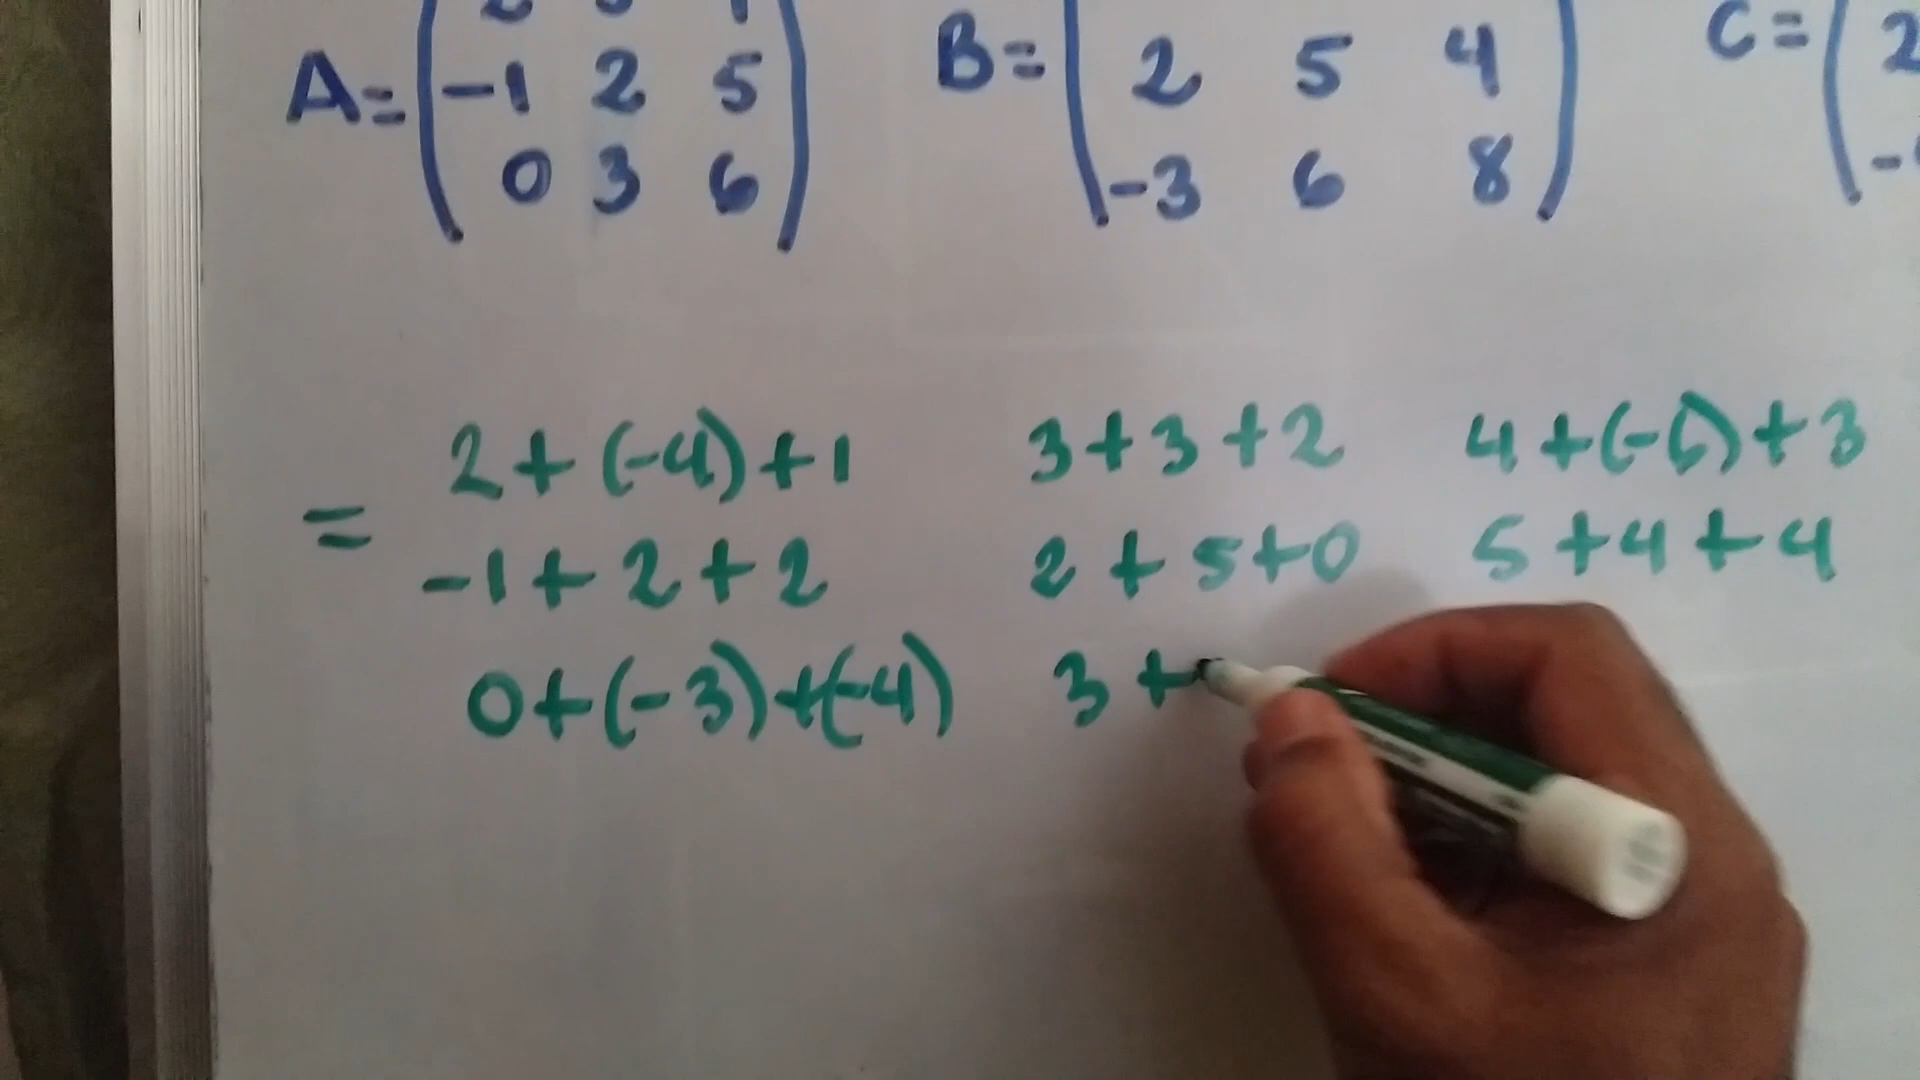 A= -1 2 5 B= 2 5 4 C= 2
0 3 6 -3 6 8 -
= 2+(-4)+1 3+3+2 4+(-6)+3
-1+2+2 2+5+0 5+4+4
0+(-3)+(-4) 3+